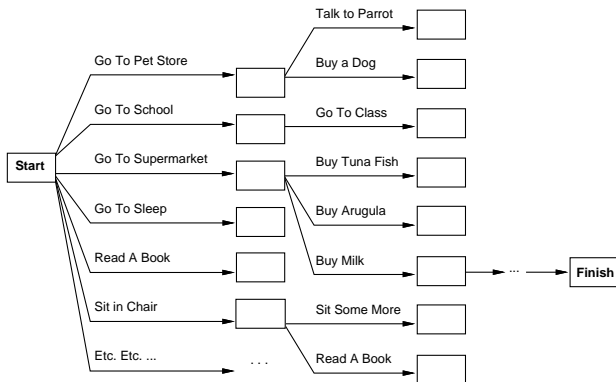 Talk to Parrot
Go To Pet Store
Buy a Dog
Go To School
Go To Class
Go To Supermarket
Buy Tuna Fish
Start
Go To Sleep
Buy Arugula
Read A Book
Buy Milk
...
Finish
Sit in Chair
Sit Some More
Etc. Etc. ...
. . .
Read A Book